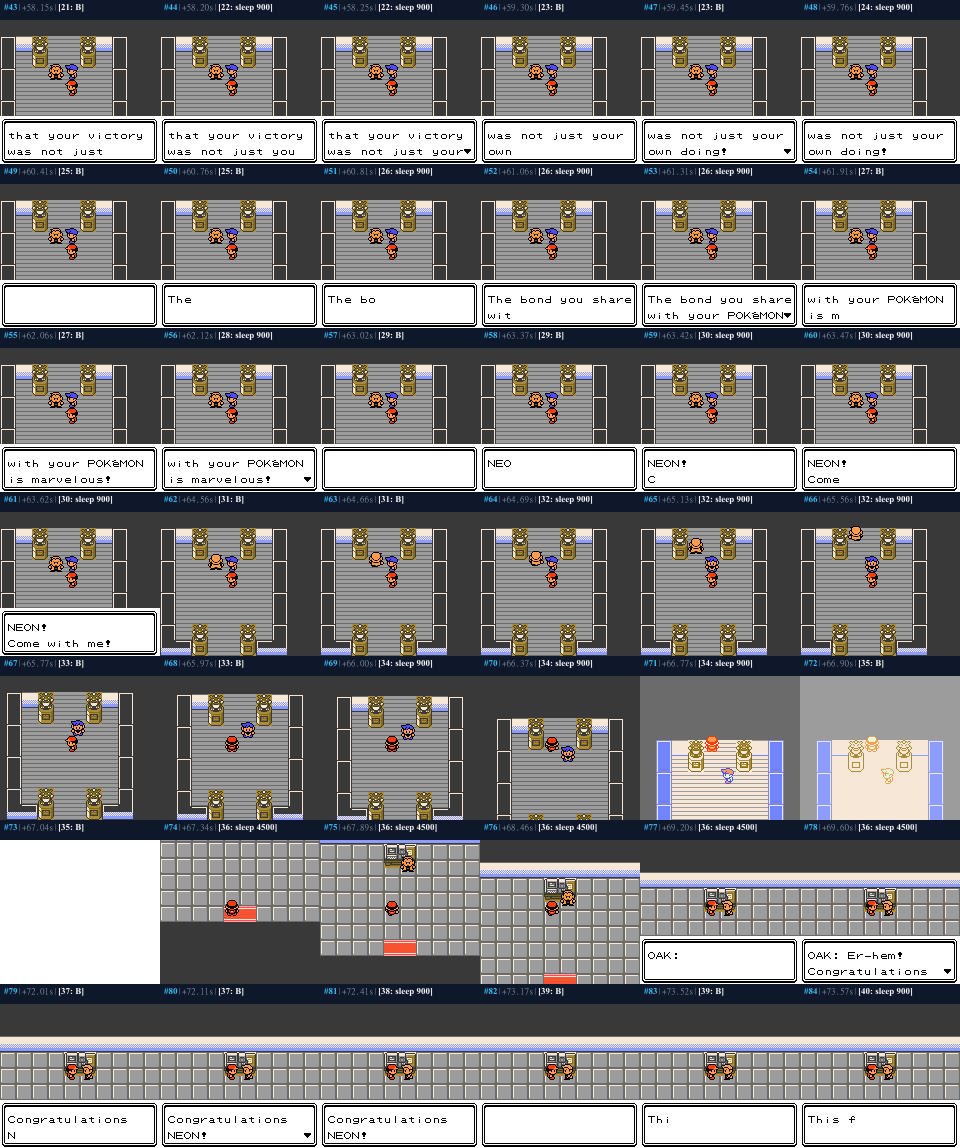 #43| +58.15s| [21: B]
#44| +58.20s| [22: sleep 900]
#45| +58.25s| [22: sleep 900]
#46| +59.30s| [23: B]
#47| +59.45s| [23: B]
#48| +59.76s| [24: sleep 900]
that your victory
was not just
that your victory
was not just you
that your victory
was not just your▼
was not just your
own
was not just your
own doing! ▼
was not just your
own doing!
#49| +60.41s| [25: B]
#50| +60.76s| [25: B]
#51| +60.81s| [26: sleep 900]
#52| +61.06s| [26: sleep 900]
#53| +61.31s| [26: sleep 900]
#54| +61.91s| [27: B]
The
The bo
The bond you share
wit
The bond you share
with your POKéMON▼
with your POKéMON
is m
#55| +62.06s| [27: B]
#56| +62.12s| [28: sleep 900]
#57| +63.02s| [29: B]
#58| +63.37s| [29: B]
#59| +63.42s| [30: sleep 900]
#60| +63.47s| [30: sleep 900]
with your POKéMON
is marvelous!
with your POKéMON
is marvelous! ▼
NEO
NEON!
C
NEON!
Come
#61| +63.62s| [30: sleep 900]
#62| +64.56s| [31: B]
#63| +64.66s| [31: B]
#64| +64.69s| [32: sleep 900]
#65| +65.13s| [32: sleep 900]
#66| +65.56s| [32: sleep 900]
NEON!
Come with me!
#67| +65.77s| [33: B]
#68| +65.97s| [33: B]
#69| +66.00s| [34: sleep 900]
#70| +66.37s| [34: sleep 900]
#71| +66.77s| [34: sleep 900]
#72| +66.90s| [35: B]
#73| +67.04s| [35: B]
#74| +67.34s| [36: sleep 4500]
#75| +67.89s| [36: sleep 4500]
#76| +68.46s| [36: sleep 4500]
#77| +69.20s| [36: sleep 4500]
#78| +69.60s| [36: sleep 4500]
OAK:
OAK: Er-hem!
Congratulations ▼
#79| +72.01s| [37: B]
#80| +72.11s| [37: B]
#81| +72.41s| [38: sleep 900]
#82| +73.17s| [39: B]
#83| +73.52s| [39: B]
#84| +73.57s| [40: sleep 900]
Congratulations
N
Congratulations
NEON! ▼
Congratulations
NEON!
Thi
This f